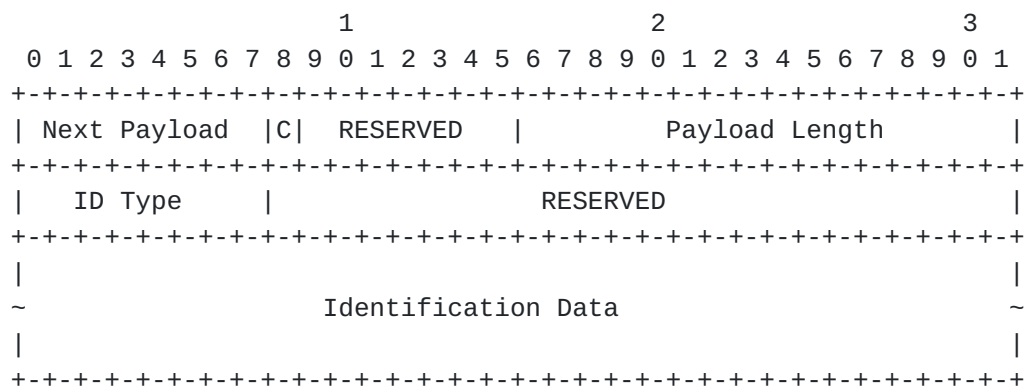 1                   2                   3
 0 1 2 3 4 5 6 7 8 9 0 1 2 3 4 5 6 7 8 9 0 1 2 3 4 5 6 7 8 9 0 1
+-+-+-+-+-+-+-+-+-+-+-+-+-+-+-+-+-+-+-+-+-+-+-+-+-+-+-+-+-+-+-+-+
| Next Payload  |C|  RESERVED   |         Payload Length        |
+-+-+-+-+-+-+-+-+-+-+-+-+-+-+-+-+-+-+-+-+-+-+-+-+-+-+-+-+-+-+-+-+
|   ID Type     |                 RESERVED                      |
+-+-+-+-+-+-+-+-+-+-+-+-+-+-+-+-+-+-+-+-+-+-+-+-+-+-+-+-+-+-+-+-+
|                                                               |
~                   Identification Data                         ~
|                                                               |
+-+-+-+-+-+-+-+-+-+-+-+-+-+-+-+-+-+-+-+-+-+-+-+-+-+-+-+-+-+-+-+-+